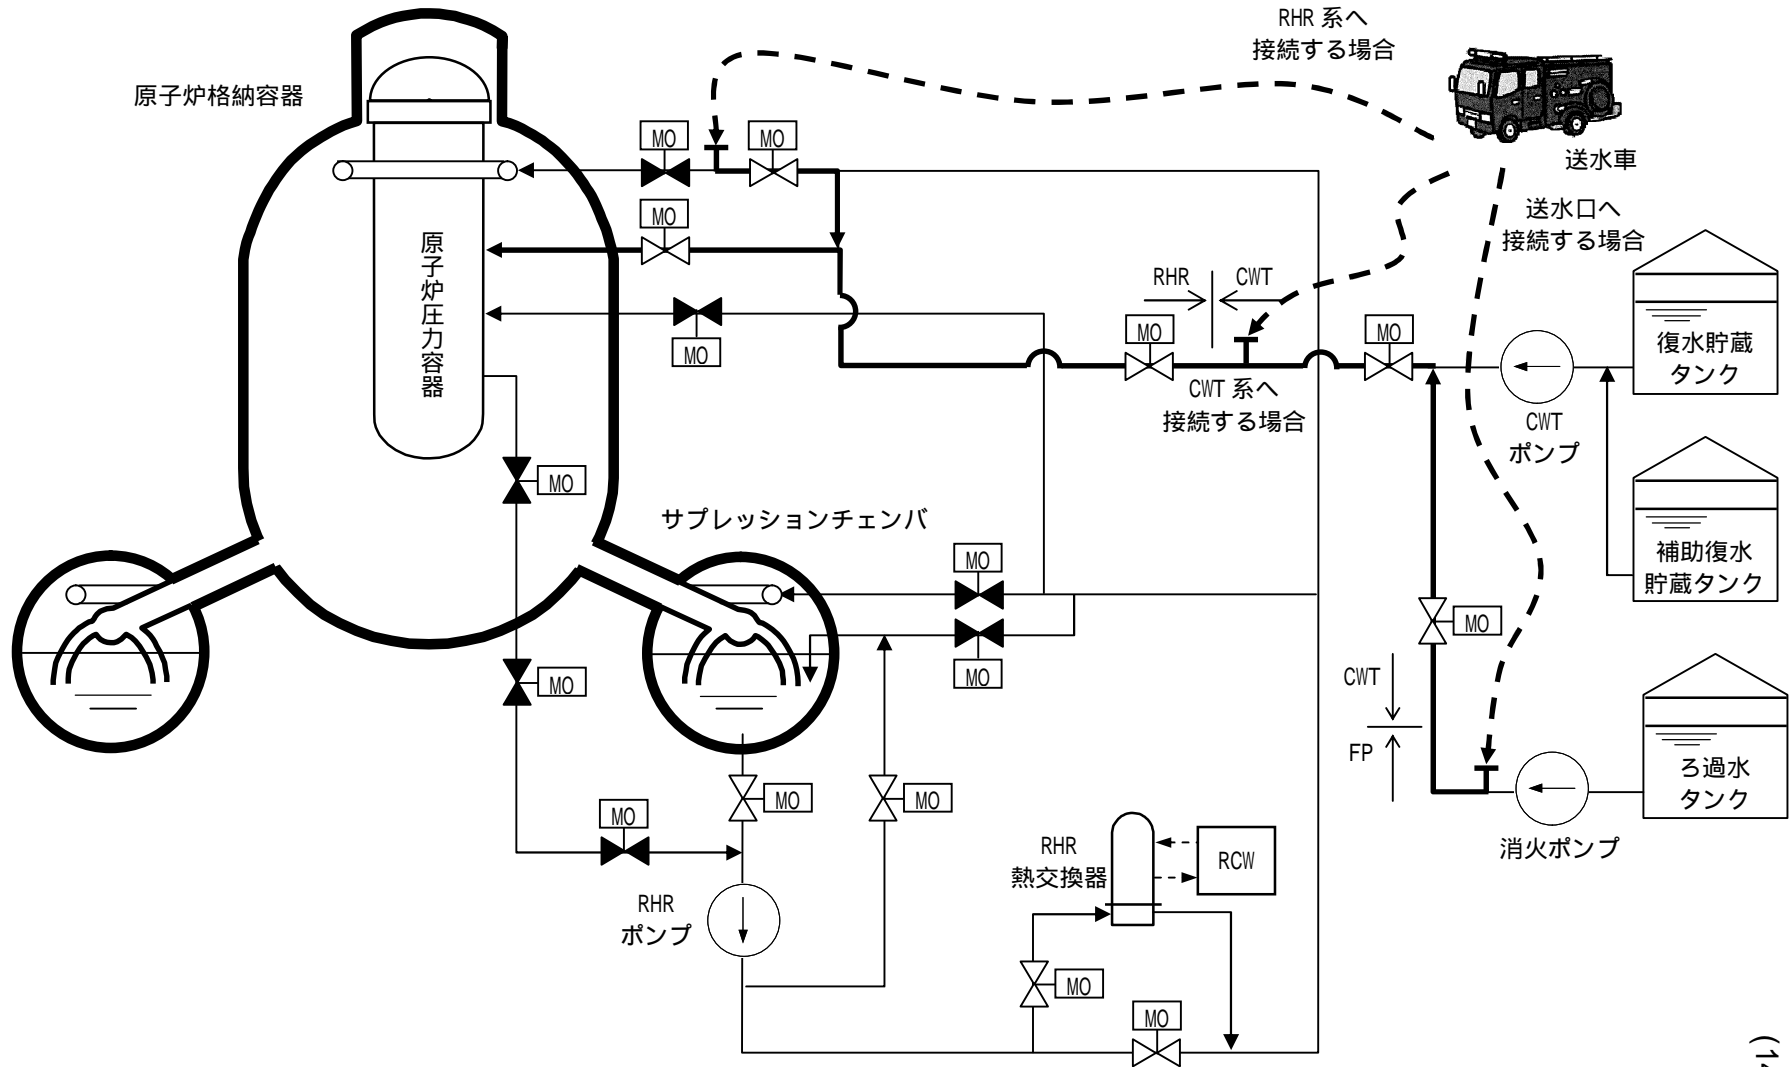 RHR 系へ
接続する場合
原子炉格納容器
MO
MO
送水車
MO
送水口へ
接続する場合
原子炉圧力容器
RHR
CWT
MO
MO
MO
復水貯蔵
タンク
CWT 系へ
接続する場合
CWT
ポンプ
MO
サプレッションチェンバ
MO
補助復水
貯蔵タンク
MO
MO
MO
CWT
FP
ろ過水
タンク
MO
MO
MO
消火ポンプ
RHR
熱交換器
RCW
RHR
ポンプ
MO
MO